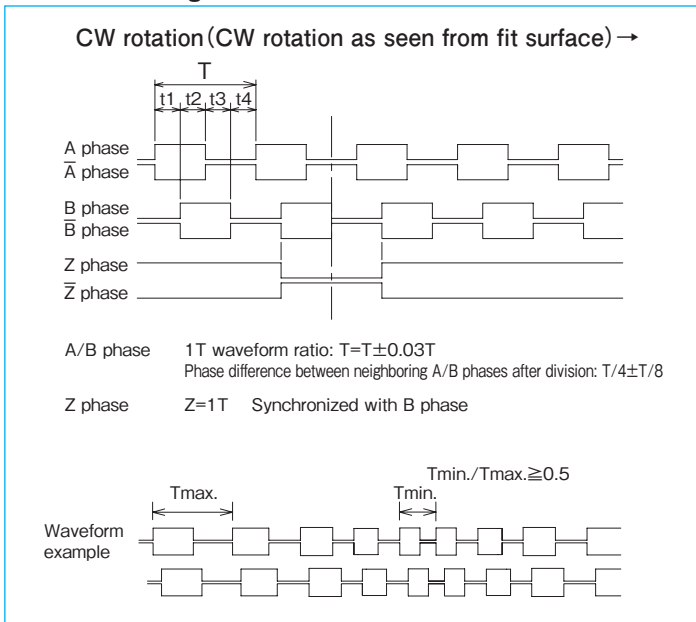 CW rotation(CW rotation as seen from fit surface)→
T
t1 t2 t3 t4
A phase
A̅ phase
B phase
B̅ phase
Z phase
Z̅ phase
A/B phase 1T waveform ratio: T=T±0.03T
Phase difference between neighboring A/B phases after division: T/4±T/8
Z phase Z=1T Synchronized with B phase
Tmin./Tmax.≧0.5
Tmax. Tmin.
Waveform
example